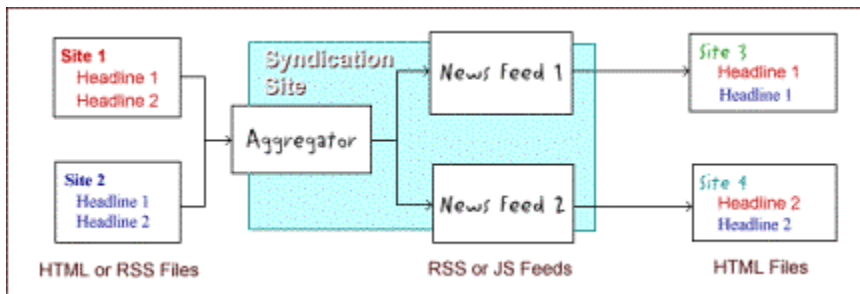 Site 1
Headline 1
Headline 2
Site 2
Headline 1
Headline 2
HTML or RSS Files
Syndication
Site
Aggregator
News Feed 1
News Feed 2
RSS or JS Feeds
Site 3
Headline 1
Headline 1
Site 4
Headline 2
Headline 2
HTML Files